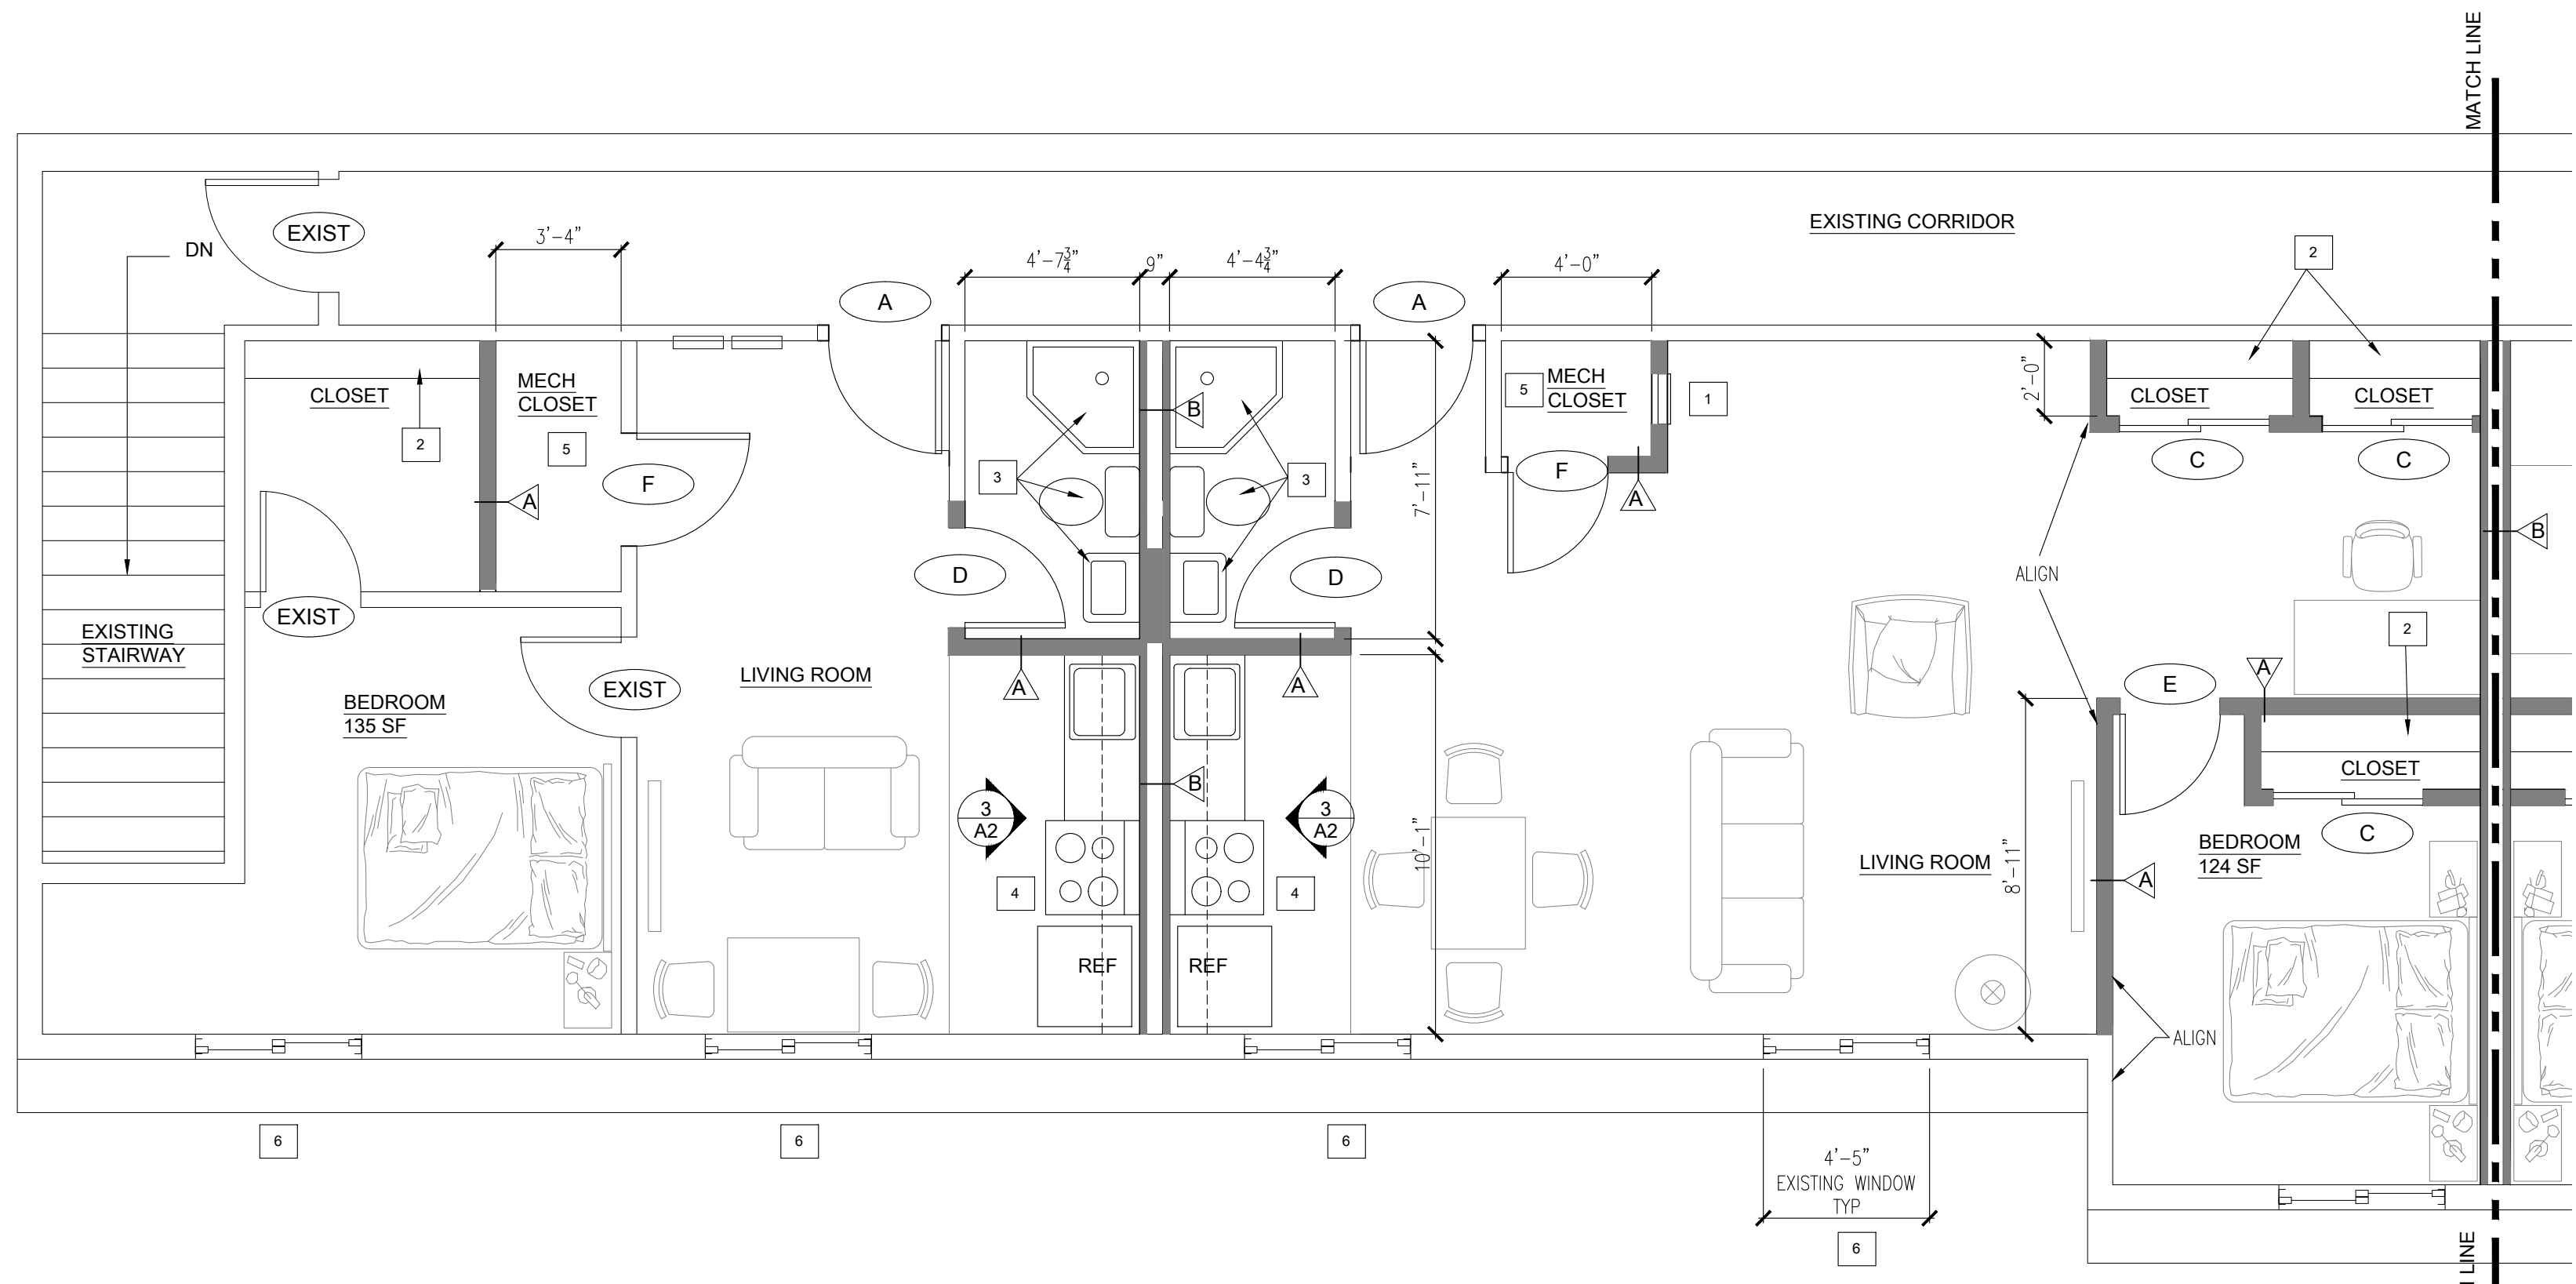 MATCH LINE
EXISTING CORRIDOR
EXIST
DN
3'-4"
4'-7¾"
9"
4'-4¾"
4'-0"
2
A
A
2'-0"
CLOSET
2
MECH
CLOSET
5
F
B
3
3
5
MECH
CLOSET
1
F
A
CLOSET
CLOSET
C
C
A
7'-11"
B
D
D
ALIGN
EXIST
EXISTING
STAIRWAY
EXIST
2
BEDROOM
135 SF
LIVING ROOM
A
A
E
A
CLOSET
C
3
A2
B
3
A2
10'-1"
4
4
LIVING ROOM
8'-11"
BEDROOM
124 SF
A
REF
REF
ALIGN
6
6
6
4'-5"
EXISTING WINDOW
TYP
6
LINE